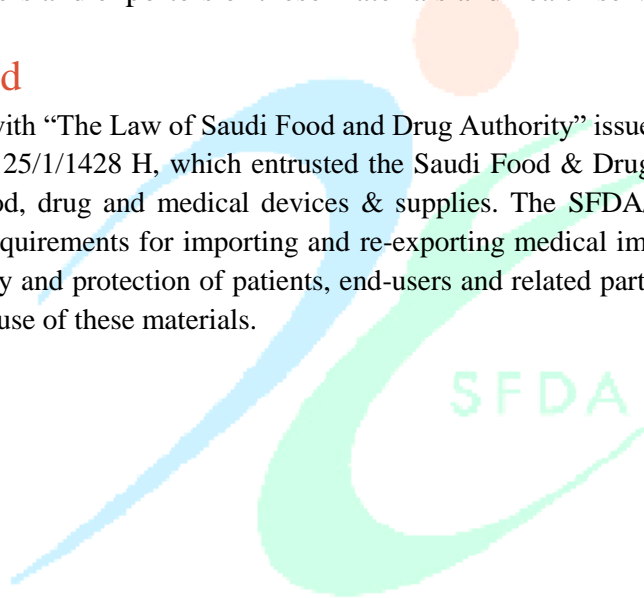 d
with “The Law of Saudi Food and Drug Authority” issue
25/1/1428 H, which entrusted the Saudi Food & Drug
od, drug and medical devices & supplies. The SFDA
quirements for importing and re-exporting medical im
y and protection of patients, end-users and related part
use of these materials.
SFDA